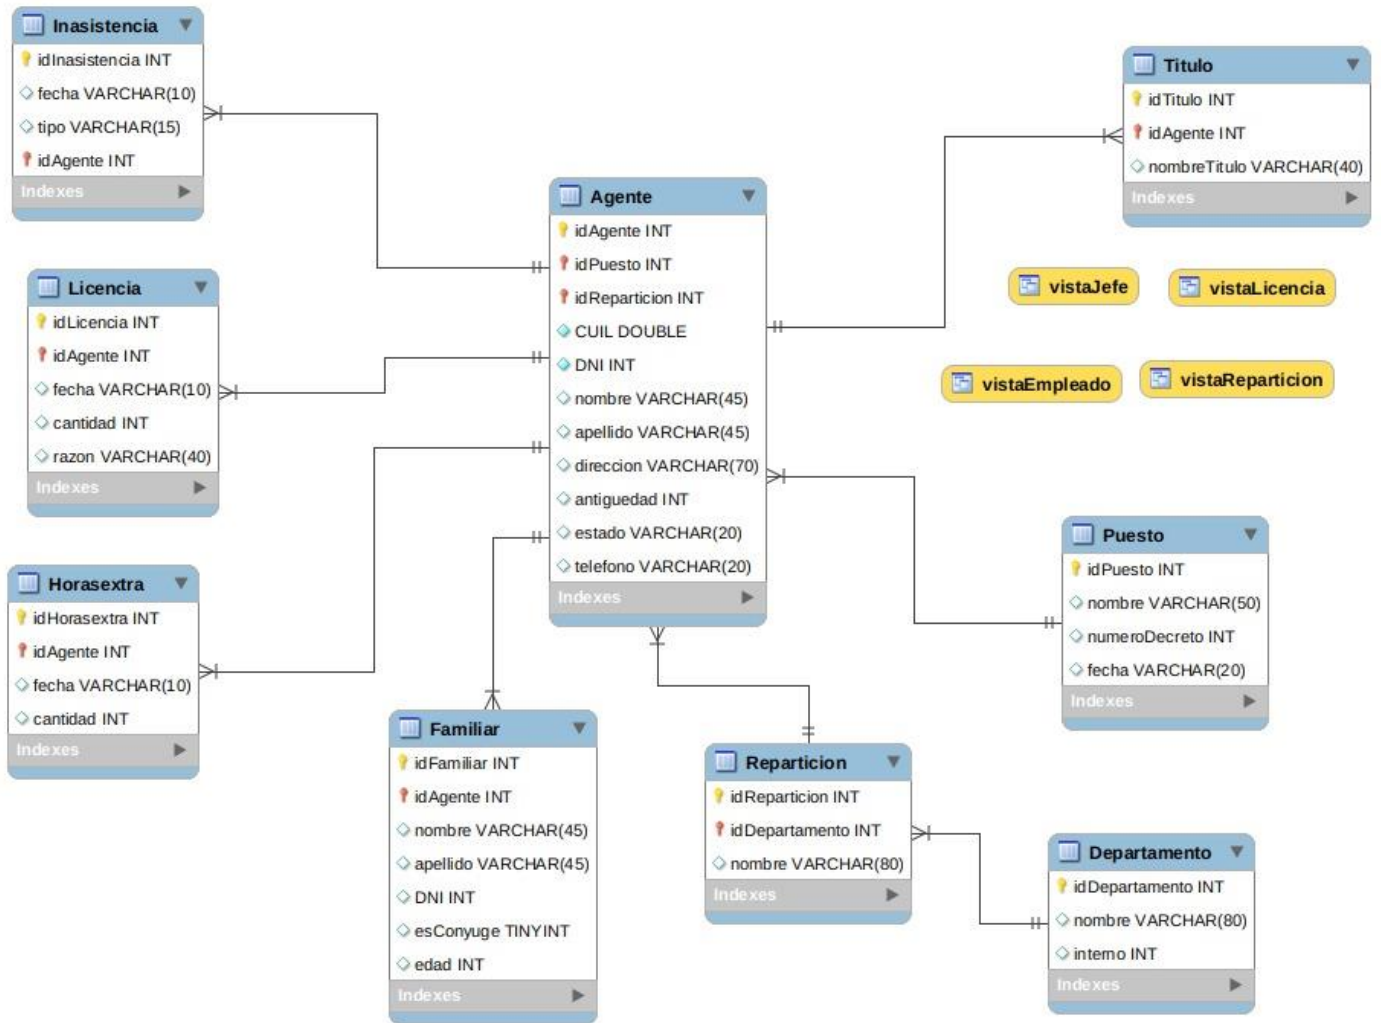 Inasistencia
idInasistencia INT
fecha VARCHAR(10)
tipo VARCHAR(15)
idAgente INT
Indexes
Licencia
idLicencia INT
idAgente INT
fecha VARCHAR(10)
cantidad INT
razon VARCHAR(40)
Indexes
Horasextra
idHorasextra INT
idAgente INT
fecha VARCHAR(10)
cantidad INT
Indexes
Agente
idAgente INT
idPuesto INT
idReparticion INT
CUIL DOUBLE
DNI INT
nombre VARCHAR(45)
apellido VARCHAR(45)
direccion VARCHAR(70)
antiguedad INT
estado VARCHAR(20)
telefono VARCHAR(20)
Indexes
Familiar
idFamiliar INT
idAgente INT
nombre VARCHAR(45)
apellido VARCHAR(45)
DNI INT
esConyuge TINYINT
edad INT
Indexes
Titulo
idTitulo INT
idAgente INT
nombreTitulo VARCHAR(40)
Indexes
vistaJefe
vistaLicencia
vistaEmpleado
vistaReparticion
Puesto
idPuesto INT
nombre VARCHAR(50)
numeroDecreto INT
fecha VARCHAR(20)
Indexes
Reparticion
idReparticion INT
idDepartamento INT
nombre VARCHAR(80)
Indexes
Departamento
idDepartamento INT
nombre VARCHAR(80)
interno INT
Indexes